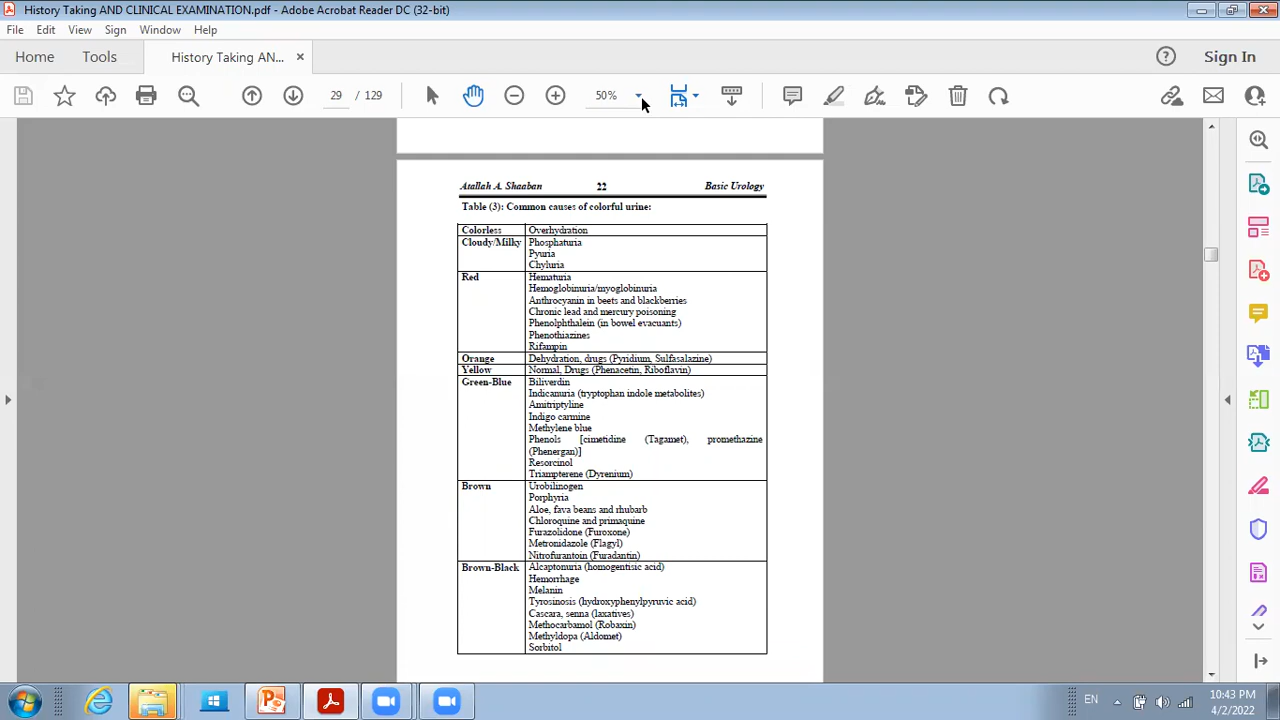 History Taking AND CLINICAL EXAMINATION.pdf - Adobe Acrobat Reader DC (32-bit)
File Edit View Sign Window Help
Home Tools History Taking AN... Sign In
29 / 129 50%
Atallah A. Shaaban 22 Basic Urology
Table (3): Common causes of colorful urine:
Colorless Overhydration
Cloudy/Milky Phosphaturia
Pyuria
Chyluria
Red Hematuria
Hemoglobinuria/myoglobinuria
Anthrocyanin in beets and blackberries
Chronic lead and mercury poisoning
Phenolphthalein (in bowel evacuants)
Phenothiazines
Rifampin
Orange Dehydration, drugs (Pyridium, Sulfasalazine)
Yellow Normal, Drugs (Phenacetin, Riboflavin)
Green-Blue Biliverdin
Indicanuria (tryptophan indole metabolites)
Amitriptyline
Indigo carmine
Methylene blue
Phenols [cimetidine (Tagamet), promethazine
(Phenergan)]
Resorcinol
Triampterene (Dyrenium)
Brown Urobilinogen
Porphyria
Aloe, fava beans and rhubarb
Chloroquine and primaquine
Furazolidone (Furoxone)
Metronidazole (Flagyl)
Nitrofurantoin (Furadantin)
Brown-Black Alcaptonuria (homogentisic acid)
Hemorrhage
Melanin
Tyrosinosis (hydroxyphenylpyruvic acid)
Cascara, senna (laxatives)
Methocarbamol (Robaxin)
Methyldopa (Aldomet)
Sorbitol
EN 10:43 PM
4/2/2022